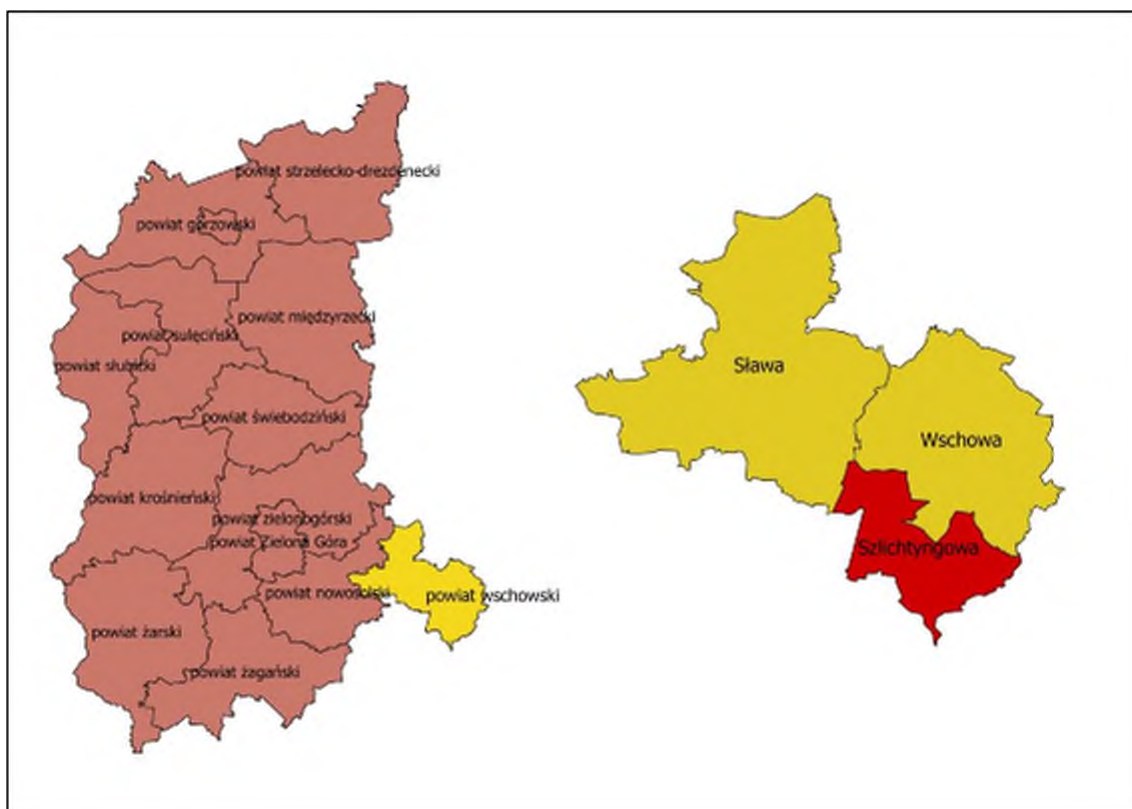 powiat strzelecko-drezdenecki
powiat gorzowski
powiat międzyrzecki
powiat sulęciński
powiat słubicki
powiat świebodziński
powiat krośnieński
powiat zielonogórski
powiat Zielona Góra
powiat nowosolski
powiat wschowski
powiat żarski
powiat żagański
Sława
Wschowa
Szlichtyngowa